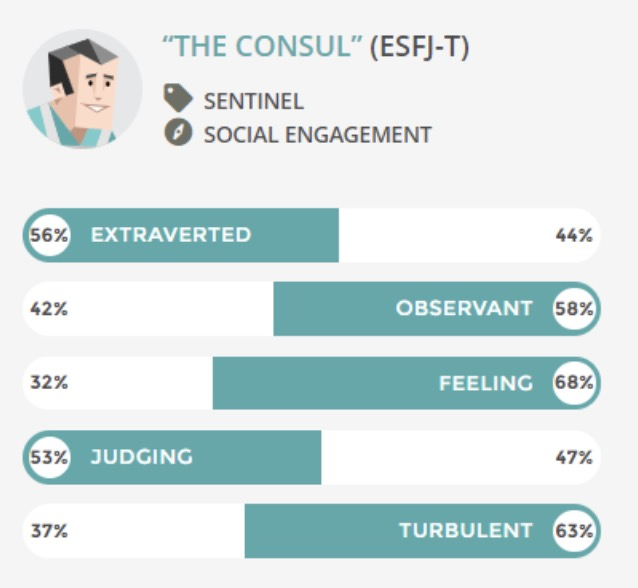 “THE CONSUL” (ESFJ-T)
SENTINEL
SOCIAL ENGAGEMENT
56% EXTRAVERTED 44%
42% OBSERVANT 58%
32% FEELING 68%
53% JUDGING 47%
37% TURBULENT 63%